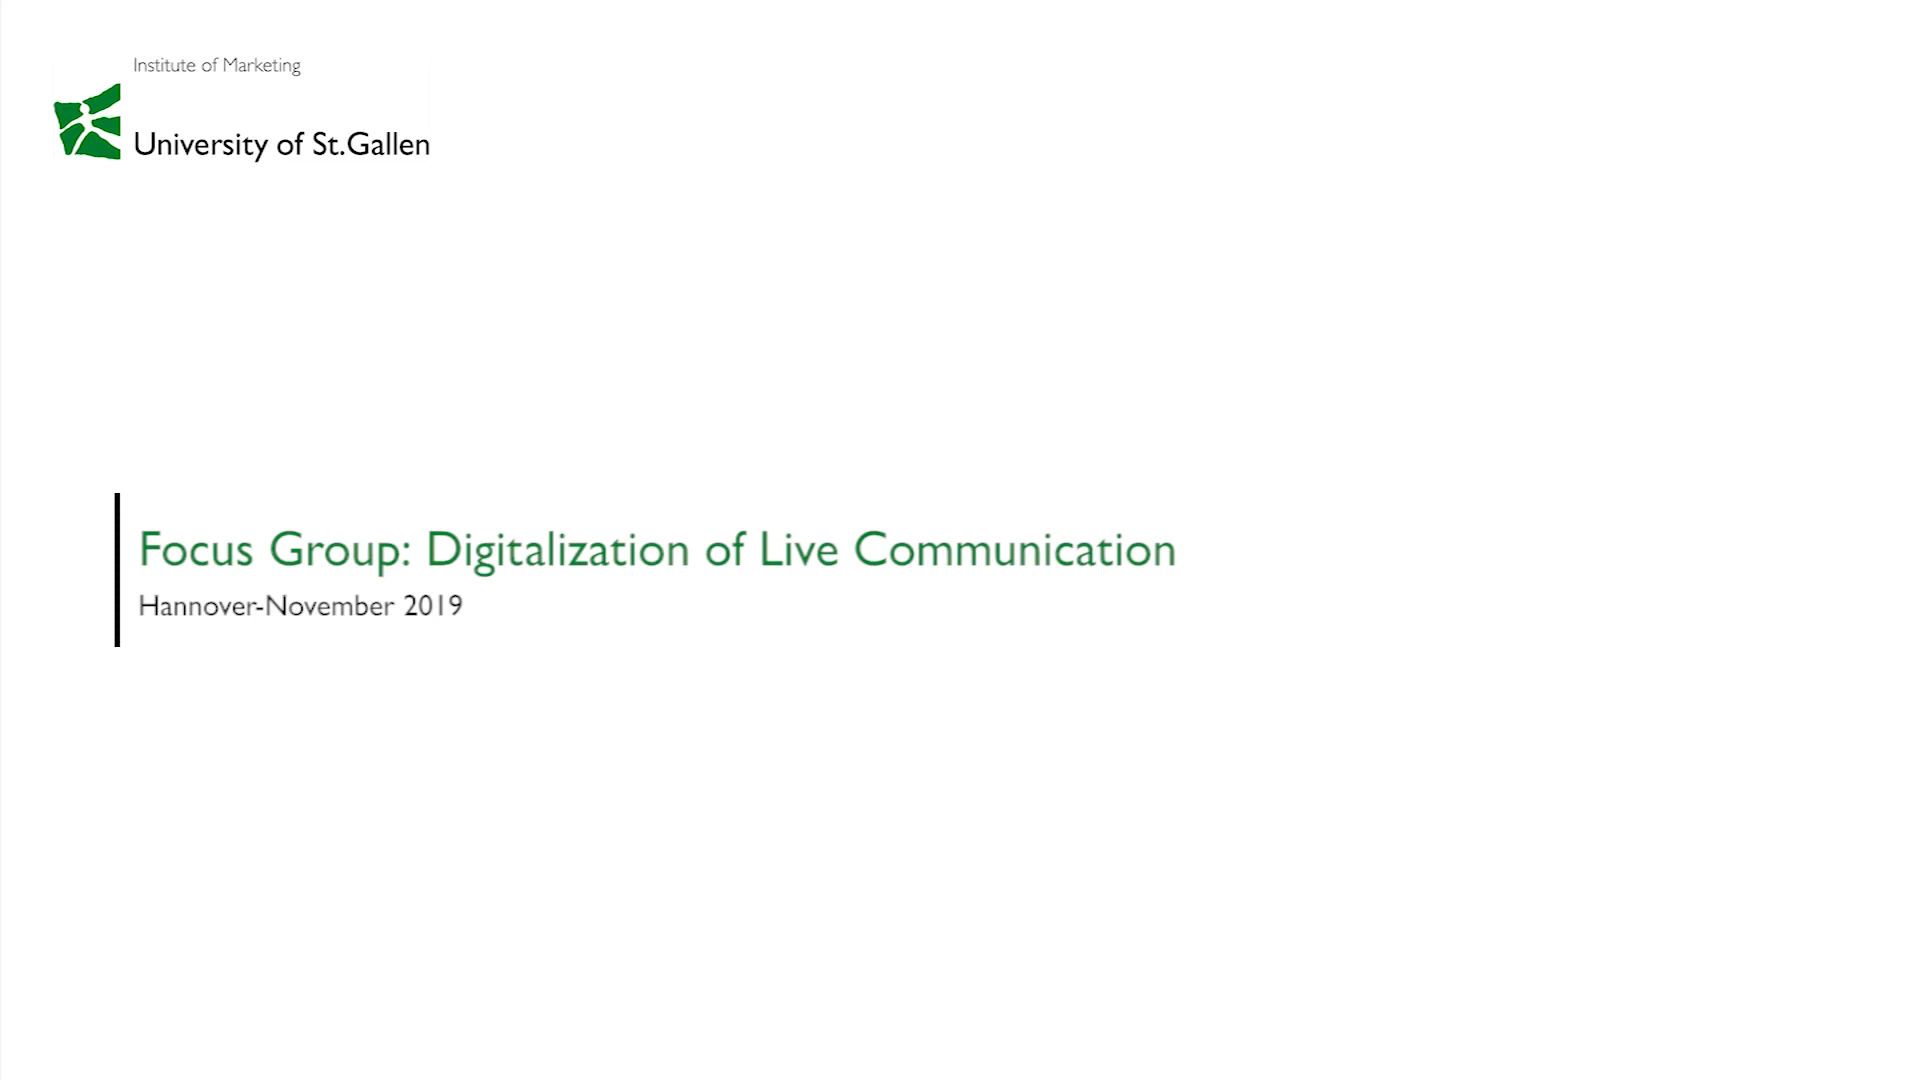 Institute of Marketing
University of St.Gallen
Focus Group: Digitalization of Live Communication
Hannover-November 2019